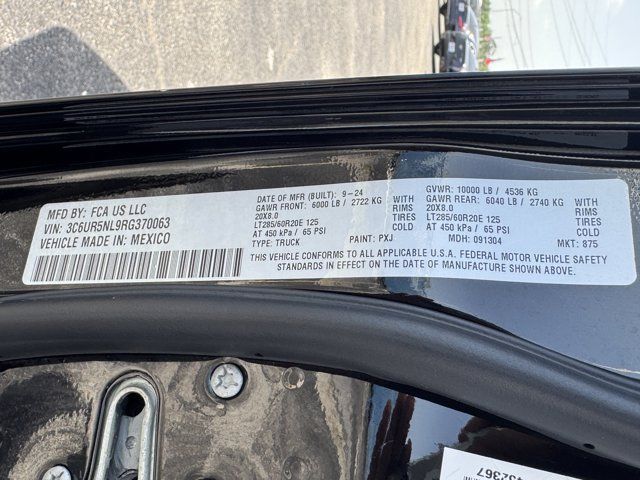 MFD BY: FCA US LLC
VIN: 3C6UR5NL9RG370063
VEHICLE MADE IN: MEXICO
DATE OF MFR (BUILT): 9-24
GAWR FRONT: 6000 LB / 2722 KG WITH
20X8.0 RIMS
LT285/60R20E 125 TIRES
AT 450 kPa / 65 PSI COLD
TYPE: TRUCK PAINT: PXJ
GVWR: 10000 LB / 4536 KG
GAWR REAR: 6040 LB / 2740 KG WITH
20X8.0 RIMS
LT285/60R20E 125 TIRES
AT 450 kPa / 65 PSI COLD
MDH: 091304 MKT: 875
THIS VEHICLE CONFORMS TO ALL APPLICABLE U.S.A. FEDERAL MOTOR VEHICLE SAFETY
STANDARDS IN EFFECT ON THE DATE OF MANUFACTURE SHOWN ABOVE.